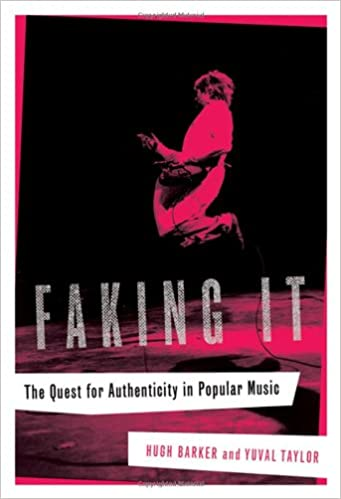 FAKING IT
The Quest for Authenticity in Popular Music
HUGH BARKER and YUVAL TAYLOR